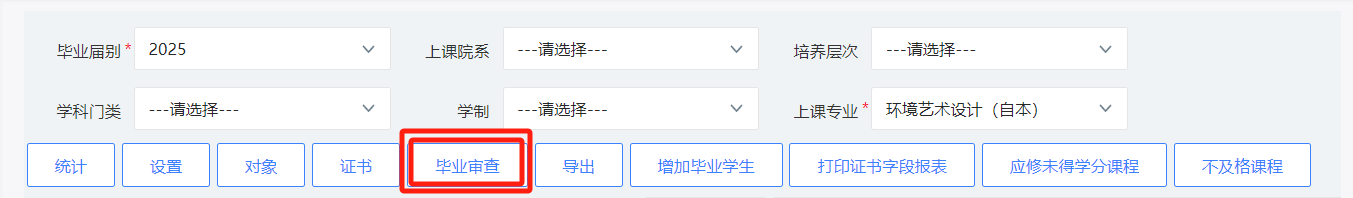 毕业届别 * 2025 上课院系 ---请选择--- 培养层次 ---请选择---
学科门类 ---请选择--- 学制 ---请选择--- 上课专业 * 环境艺术设计（自本）
统计 设置 对象 证书 毕业审查 导出 增加毕业学生 打印证书字段报表 应修未得学分课程 不及格课程